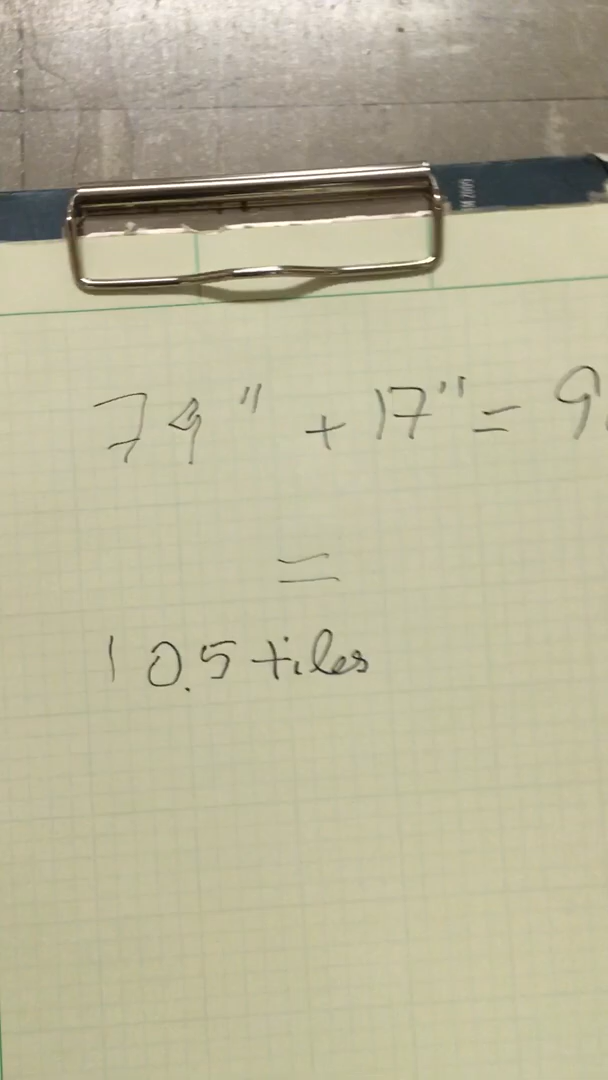 79" + 17" = 9
=
10.5 tiles